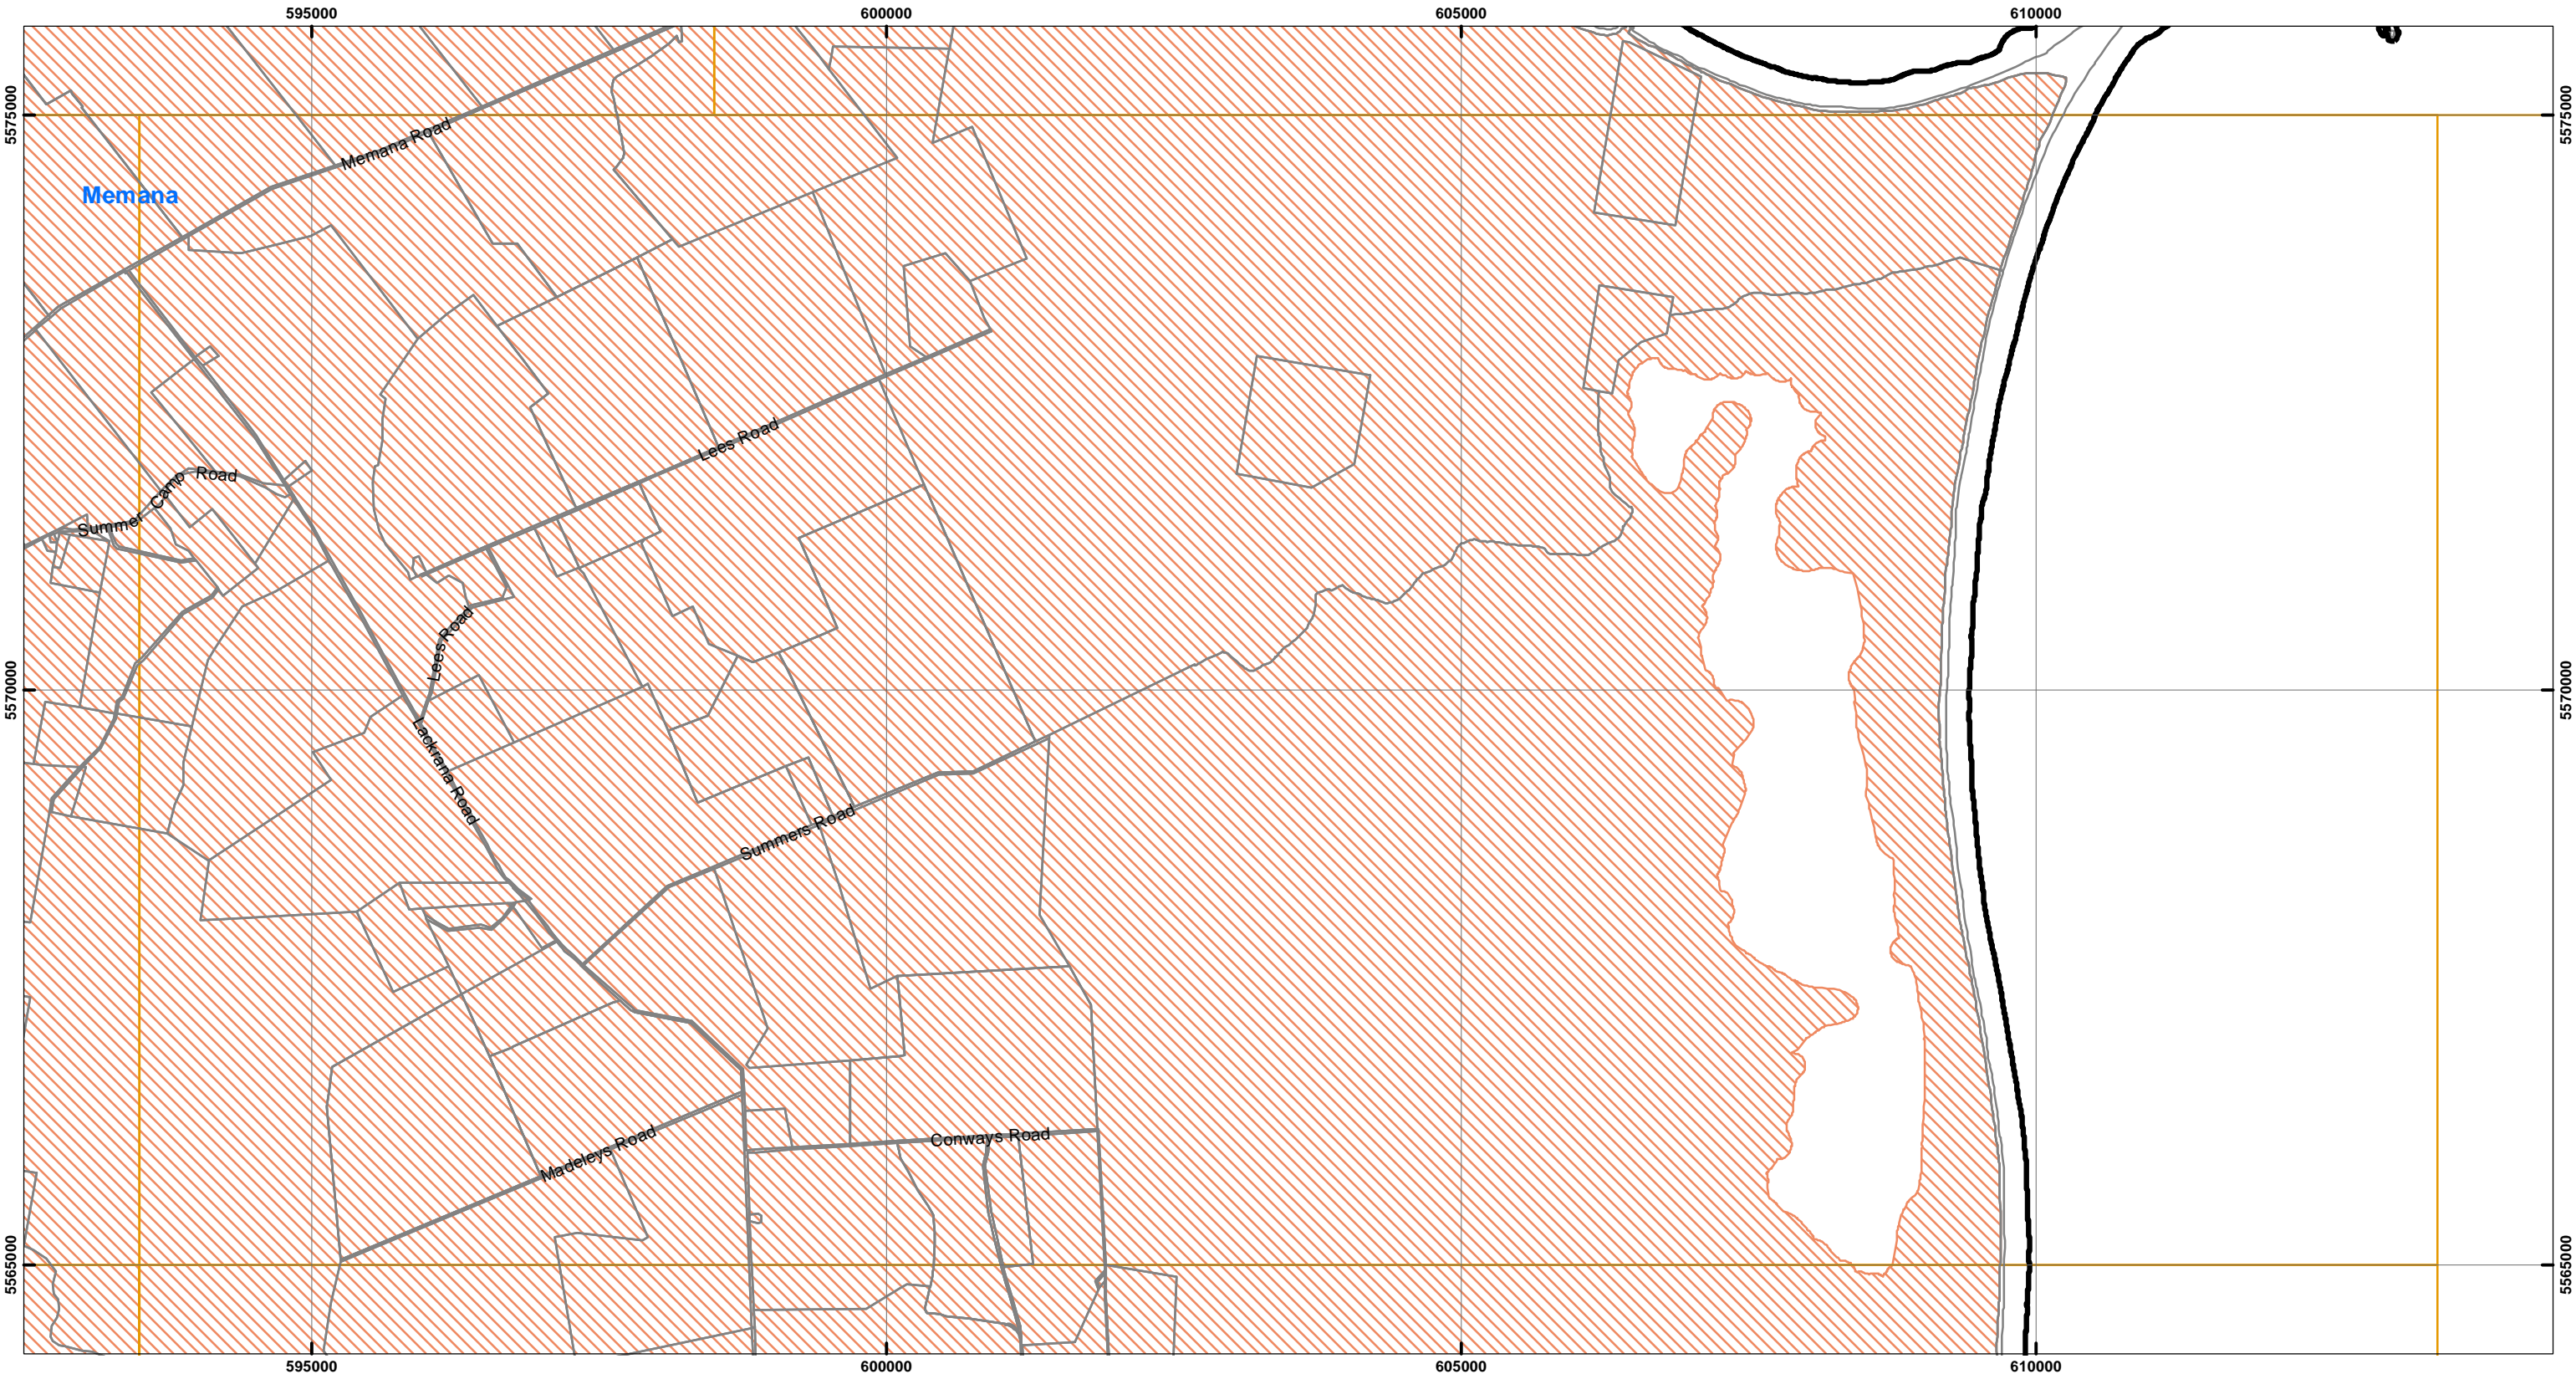 595000
600000
605000
610000
5575000
5575000
Memana Road
Memana
Lees Road
Summer Camp Road
Lees Road
5570000
5570000
Lackrana Road
Summers Road
Conways Road
Madeleys Road
5565000
5565000
595000
600000
605000
610000